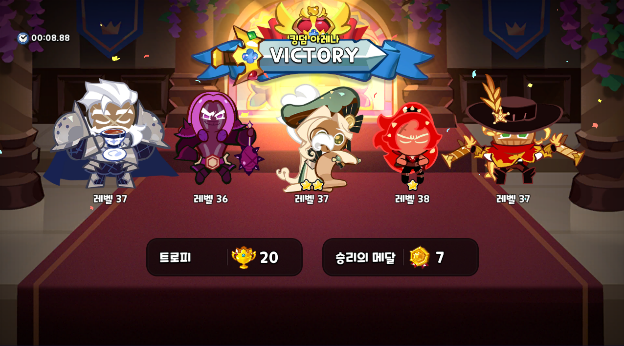 00:08.88
킹덤 아레나
VICTORY
레벨 37
레벨 36
레벨 37
레벨 38
레벨 37
트로피 20
승리의 메달 7